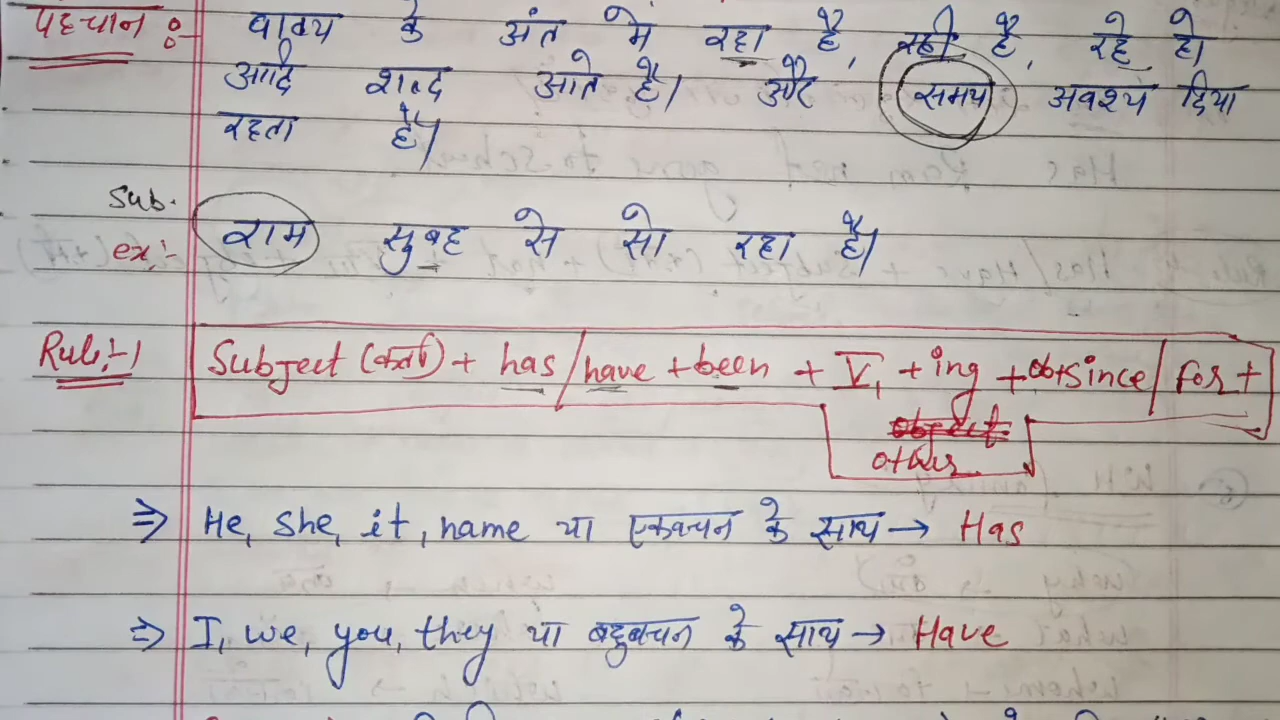 पहचान :- वाक्य के अंत मे रहा है, रही है, रहे हो
आदि शब्द आते है। और समय अवश्य दिया
रहता है।
Sub.
ex:- राम सुबह से सो रहा है।
Rule:-1 Subject (कर्ता) + has/have + been + V₁ + ing + obj+since/for +
object
others.
⇒ He, She, it, name या एकवचन के साथ → Has
⇒ I, we, you, they या बहुवचन के साथ → Have